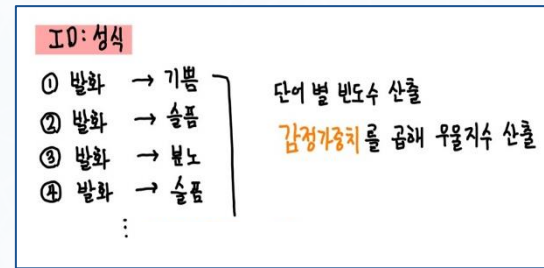 ID:성식
① 발화 → 기쁨
② 발화 → 슬픔
③ 발화 → 분노
④ 발화 → 슬픔
⋮
단어 별 빈도수 산출
감정가중치를 곱해 우울지수 산출